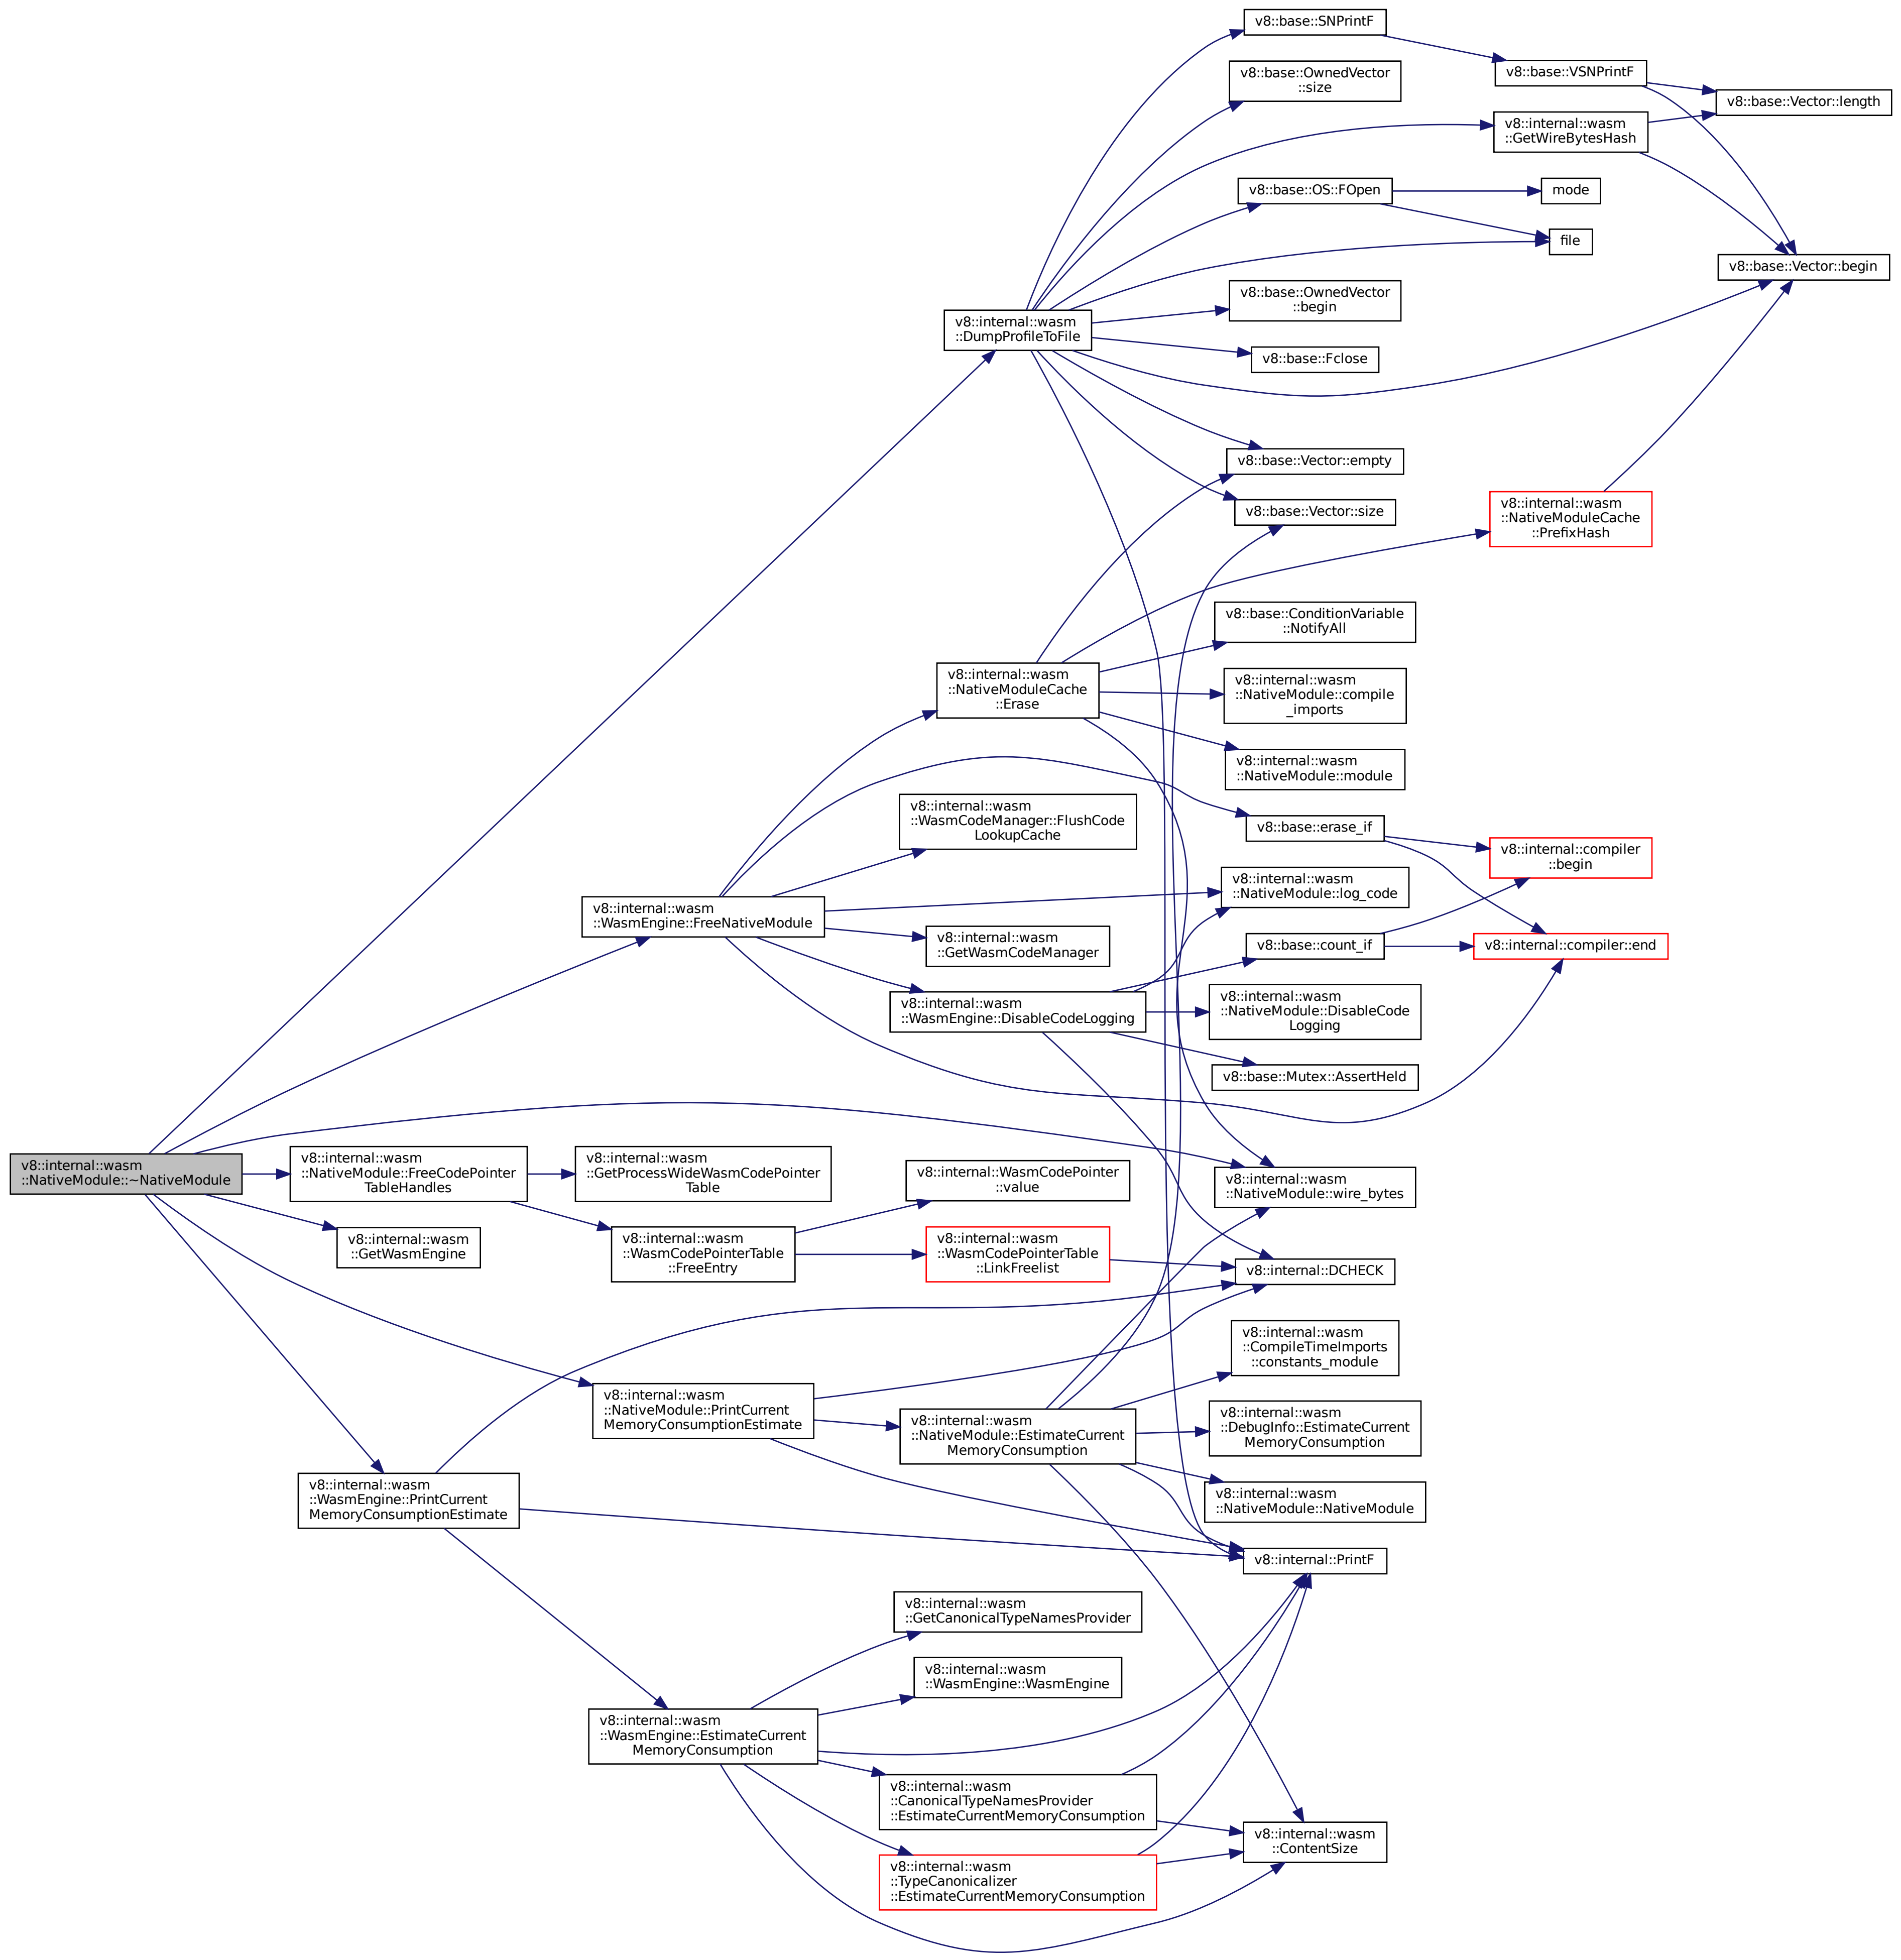 v8::base::SNPrintF
v8::base::VSNPrintF
v8::base::OwnedVector
::size
v8::base::Vector::length
v8::internal::wasm
::GetWireBytesHash
v8::base::OS::FOpen
mode
file
v8::base::Vector::begin
v8::base::OwnedVector
::begin
v8::internal::wasm
::DumpProfileToFile
v8::base::Fclose
v8::base::Vector::empty
v8::base::Vector::size
v8::internal::wasm
::NativeModuleCache
::PrefixHash
v8::base::ConditionVariable
::NotifyAll
v8::internal::wasm
::NativeModuleCache
::Erase
v8::internal::wasm
::NativeModule::compile
_imports
v8::internal::wasm
::NativeModule::module
v8::internal::wasm
::WasmCodeManager::FlushCode
LookupCache
v8::base::erase_if
v8::internal::compiler
::begin
v8::internal::wasm
::NativeModule::log_code
v8::internal::wasm
::WasmEngine::FreeNativeModule
v8::internal::wasm
::GetWasmCodeManager
v8::base::count_if
v8::internal::compiler::end
v8::internal::wasm
::WasmEngine::DisableCodeLogging
v8::internal::wasm
::NativeModule::DisableCode
Logging
v8::base::Mutex::AssertHeld
v8::internal::wasm
::NativeModule::~NativeModule
v8::internal::wasm
::NativeModule::FreeCodePointer
TableHandles
v8::internal::wasm
::GetProcessWideWasmCodePointer
Table
v8::internal::WasmCodePointer
::value
v8::internal::wasm
::NativeModule::wire_bytes
v8::internal::wasm
::GetWasmEngine
v8::internal::wasm
::WasmCodePointerTable
::FreeEntry
v8::internal::wasm
::WasmCodePointerTable
::LinkFreelist
v8::internal::DCHECK
v8::internal::wasm
::CompileTimeImports
::constants_module
v8::internal::wasm
::NativeModule::PrintCurrent
MemoryConsumptionEstimate
v8::internal::wasm
::NativeModule::EstimateCurrent
MemoryConsumption
v8::internal::wasm
::DebugInfo::EstimateCurrent
MemoryConsumption
v8::internal::wasm
::WasmEngine::PrintCurrent
MemoryConsumptionEstimate
v8::internal::wasm
::NativeModule::NativeModule
v8::internal::PrintF
v8::internal::wasm
::GetCanonicalTypeNamesProvider
v8::internal::wasm
::WasmEngine::WasmEngine
v8::internal::wasm
::WasmEngine::EstimateCurrent
MemoryConsumption
v8::internal::wasm
::CanonicalTypeNamesProvider
::EstimateCurrentMemoryConsumption
v8::internal::wasm
::ContentSize
v8::internal::wasm
::TypeCanonicalizer
::EstimateCurrentMemoryConsumption